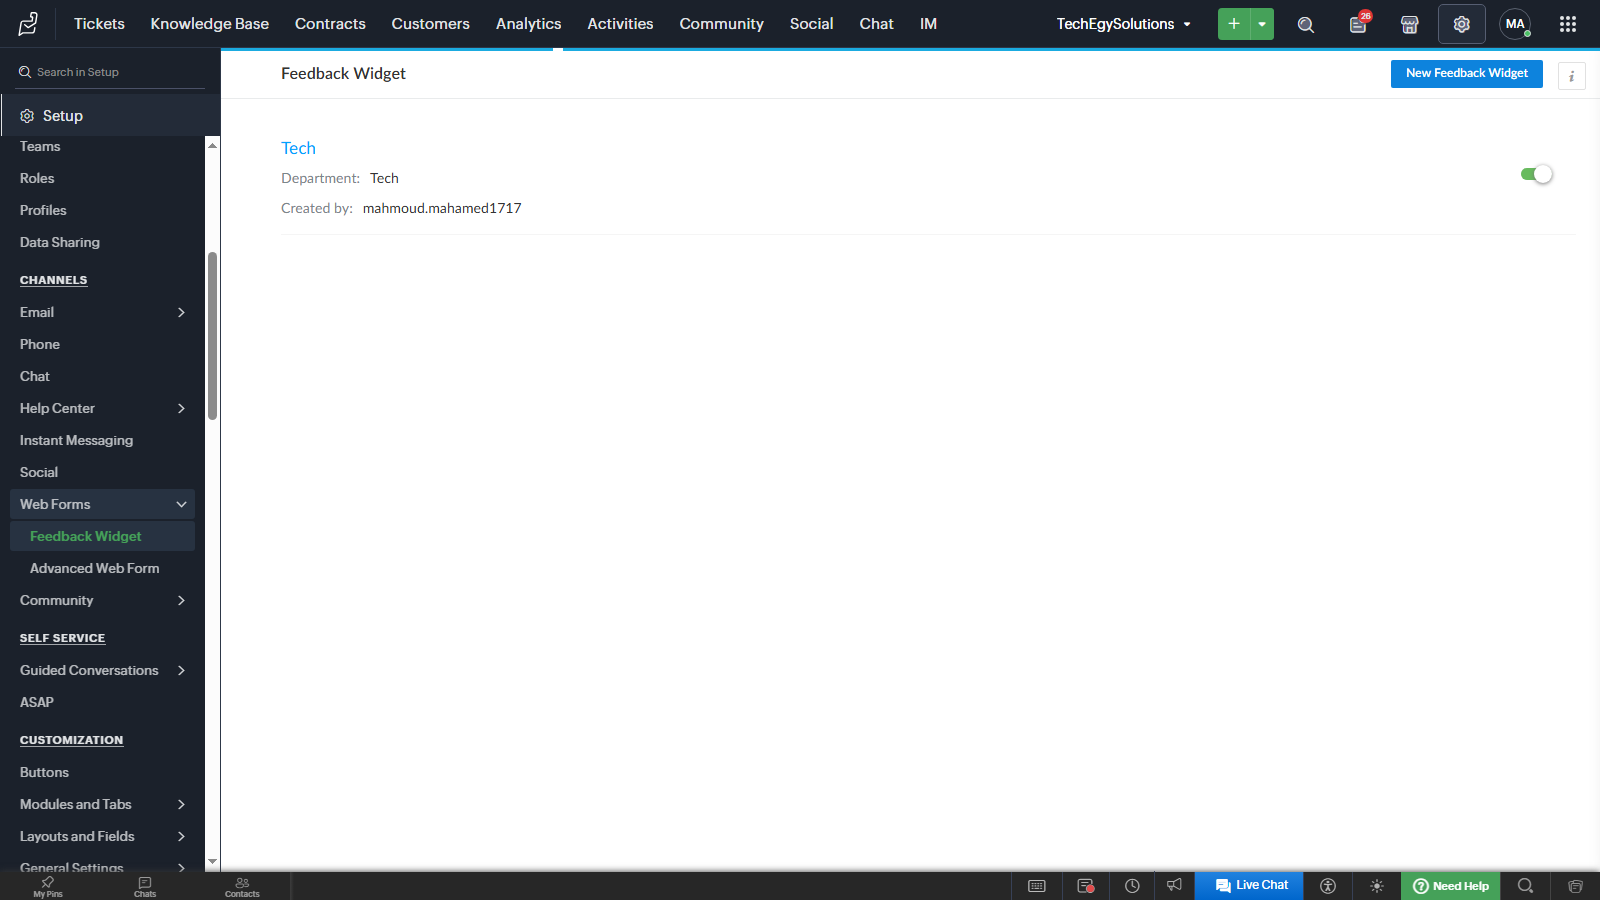 Tickets
Knowledge Base
Contracts
Customers
Analytics
Activities
Community
Social
Chat
IM
TechEgySolutions
26
MA
Search in Setup
Setup
Teams
Roles
Profiles
Data Sharing
CHANNELS
Email
Phone
Chat
Help Center
Instant Messaging
Social
Web Forms
Feedback Widget
Advanced Web Form
Community
SELF SERVICE
Guided Conversations
ASAP
CUSTOMIZATION
Buttons
Modules and Tabs
Layouts and Fields
General Settings
Feedback Widget
New Feedback Widget
i
Tech
Department: Tech
Created by: mahmoud.mahamed1717
My Pins
Chats
Contacts
Live Chat
Need Help